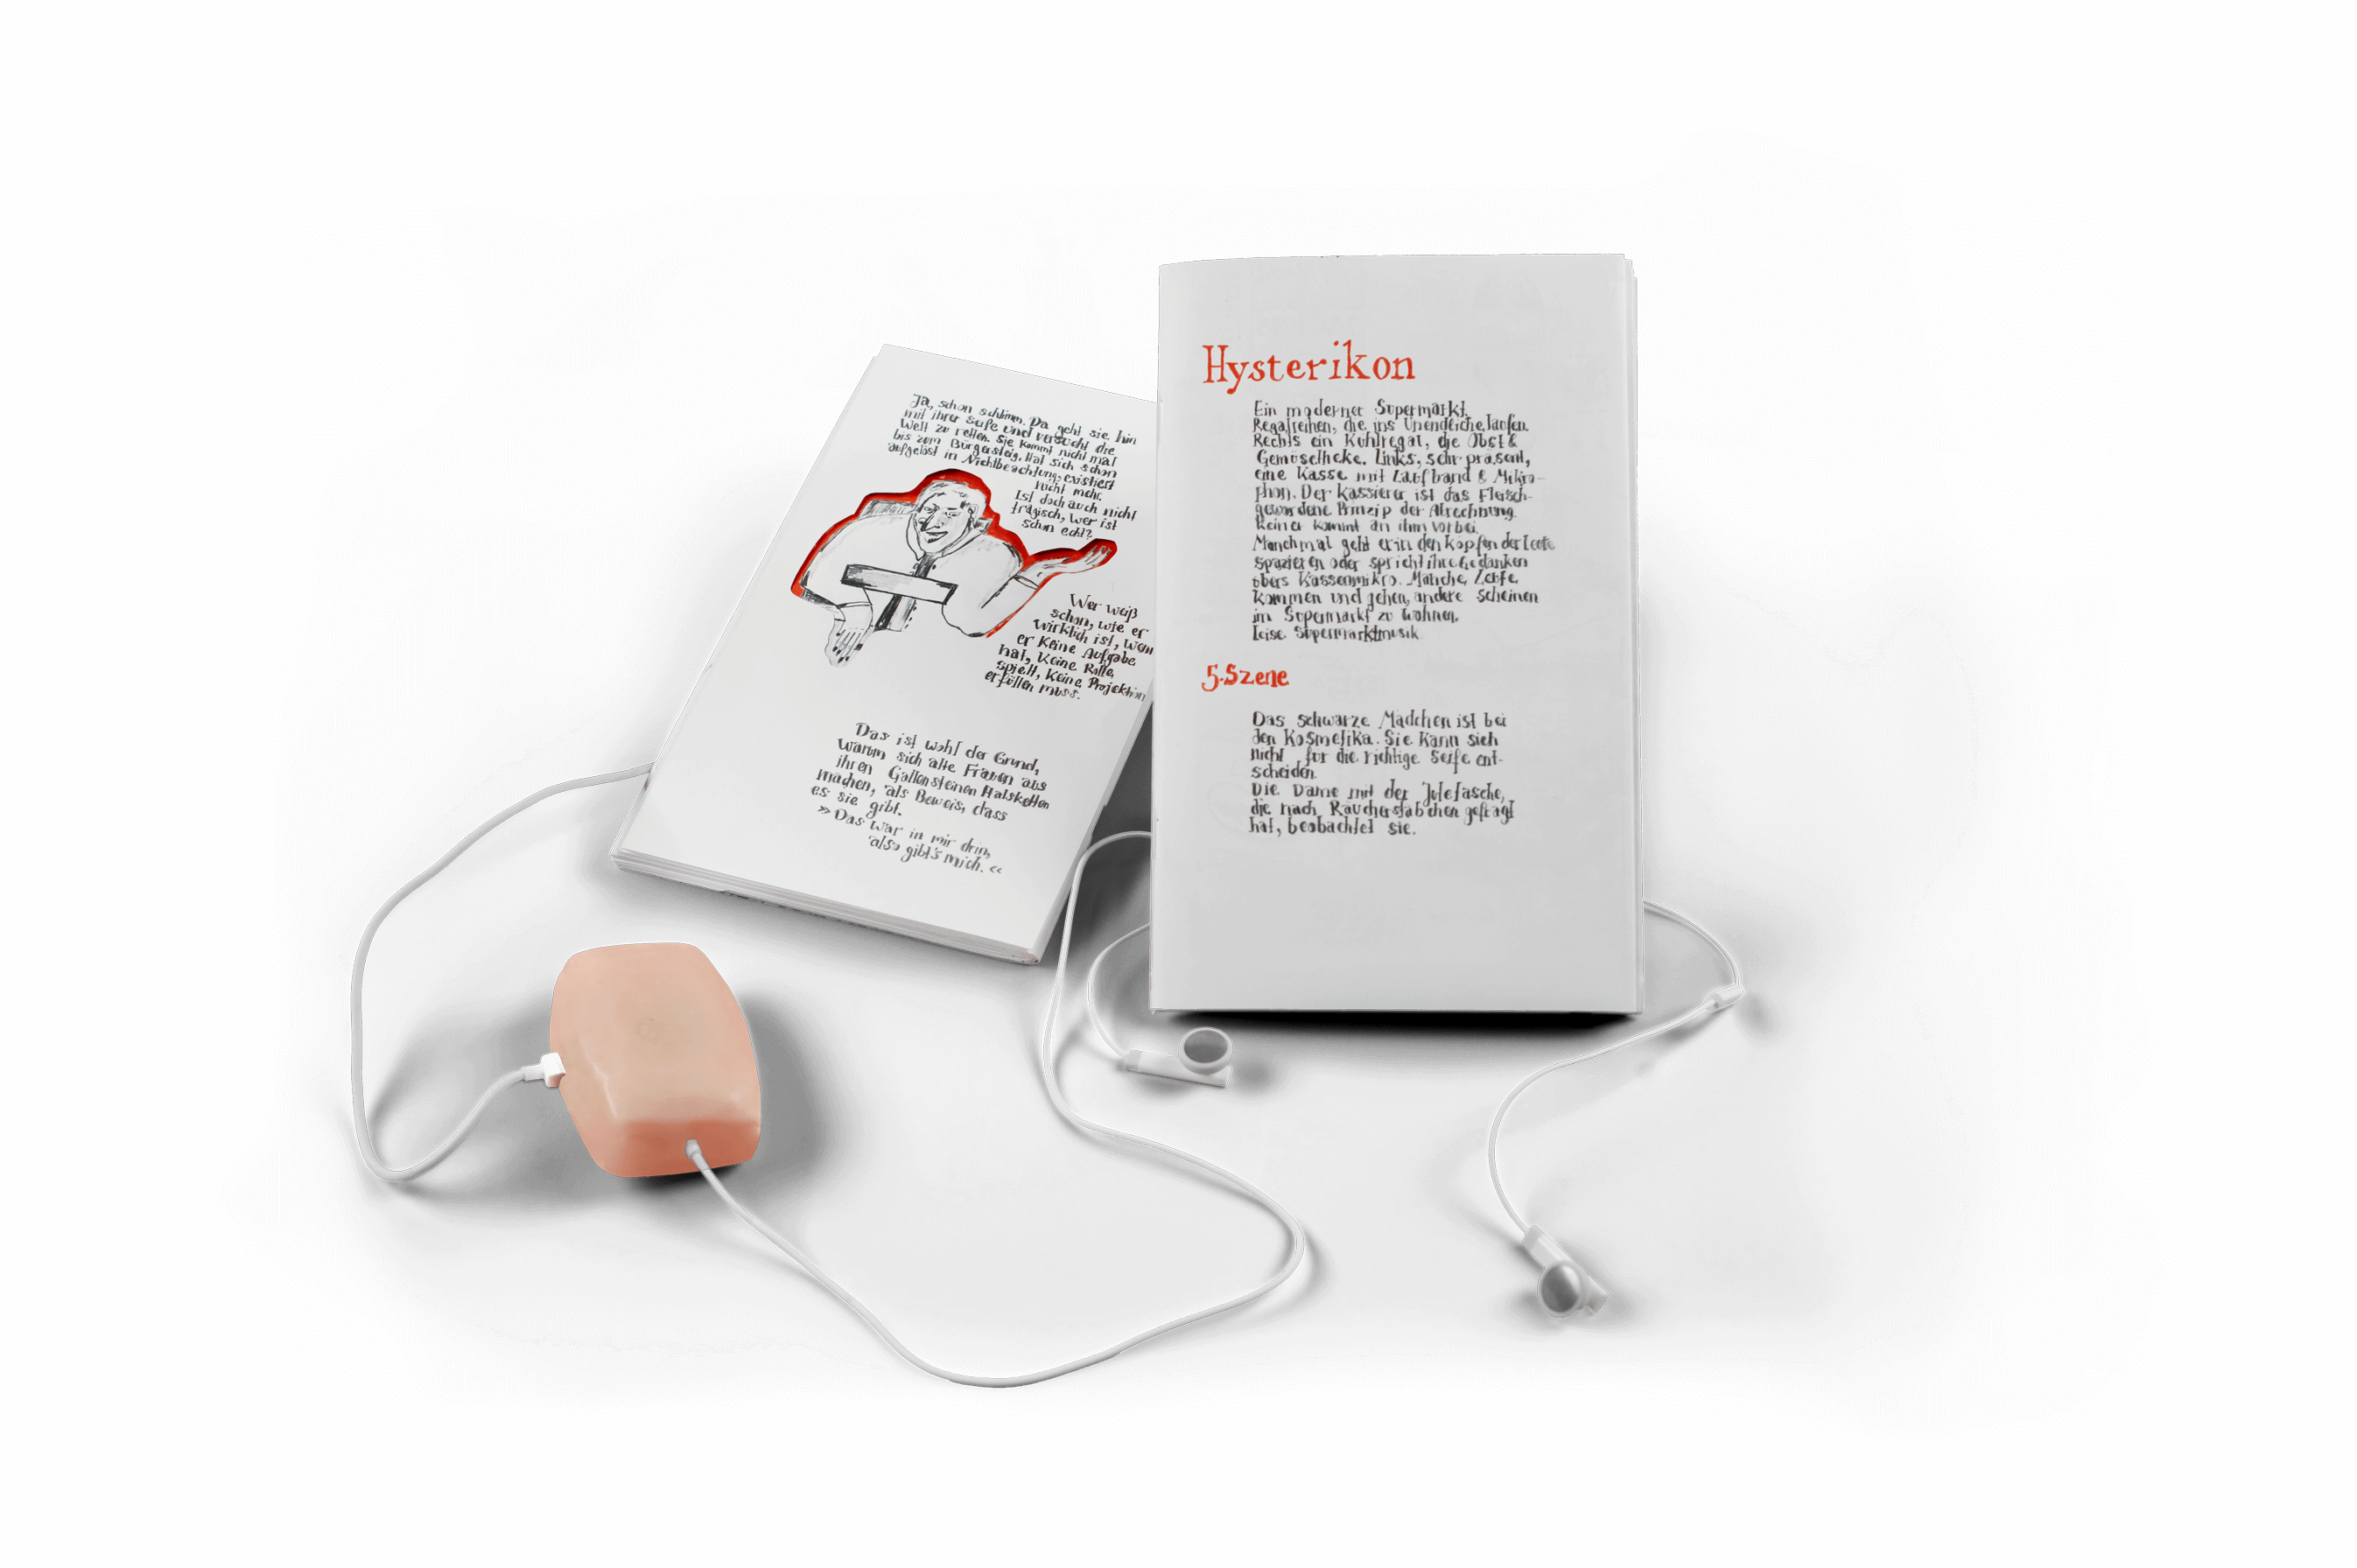 Ja, schon schlimm. Da geht sie hin
mit ihrer Seife und versucht die
Welt zu retten. Sie kommt nicht mal
bis zum Bürgersteig. Hat sich schon
aufgelöst in Nichtbeachtung, existiert
nicht mehr.
Ist doch auch nicht
tragisch, wer ist
schon echt?
Wer weiß
schon, wie er
wirklich ist, wenn
er keine Aufgabe
hat, keine Rolle
spielt, keine Projektion
erfüllen muss.
Das ist wohl der Grund,
warum sich alte Frauen aus
ihren Gallensteinen Halsketten
machen, als Beweis, dass
es sie gibt.
»Das war in mir drin,
also gibt's mich.«
Hysterikon
Ein moderner Supermarkt.
Regalreihen, die ins Unendliche laufen.
Rechts ein Kühlregal, die Obst &
Gemüsetheke. Links, sehr präsent,
eine Kasse mit Laufband & Mikro-
phon. Der Kassierer ist das Fleisch-
gewordene Prinzip der Abrechnung.
Keiner kommt an ihm vorbei.
Manchmal geht er in den Köpfen der Leute
spazieren oder spricht ihre Gedanken
übers Kassenmikro. Manche Leute
kommen und gehen, andere scheinen
im Supermarkt zu wohnen.
Leise Supermarktmusik
5. Szene
Das schwarze Mädchen ist bei
den Kosmetika. Sie kann sich
nicht für die richtige Seife ent-
scheiden.
Die Dame mit der Jutetasche,
die nach Räucherstäbchen gefragt
hat, beobachtet sie.